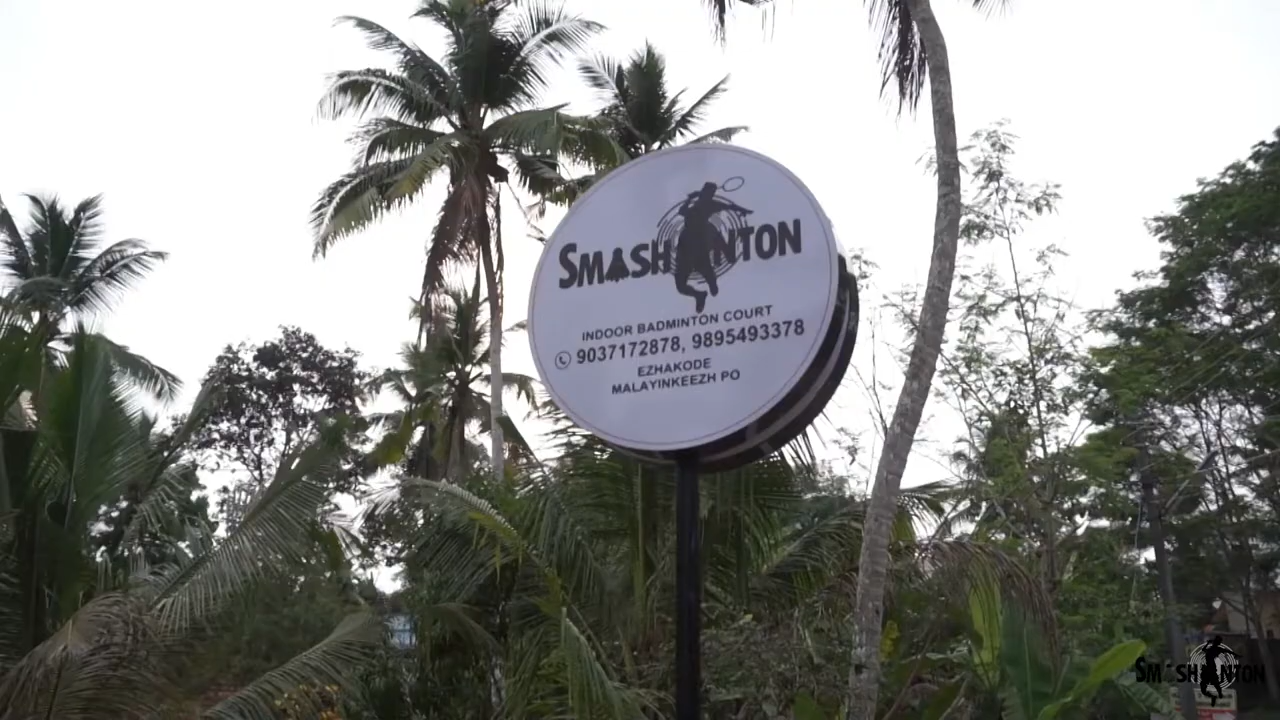 SMASHINTON
INDOOR BADMINTON COURT
9037172878, 9895493378
EZHAKODE
MALAYINKEEZH PO
SMASHINTON